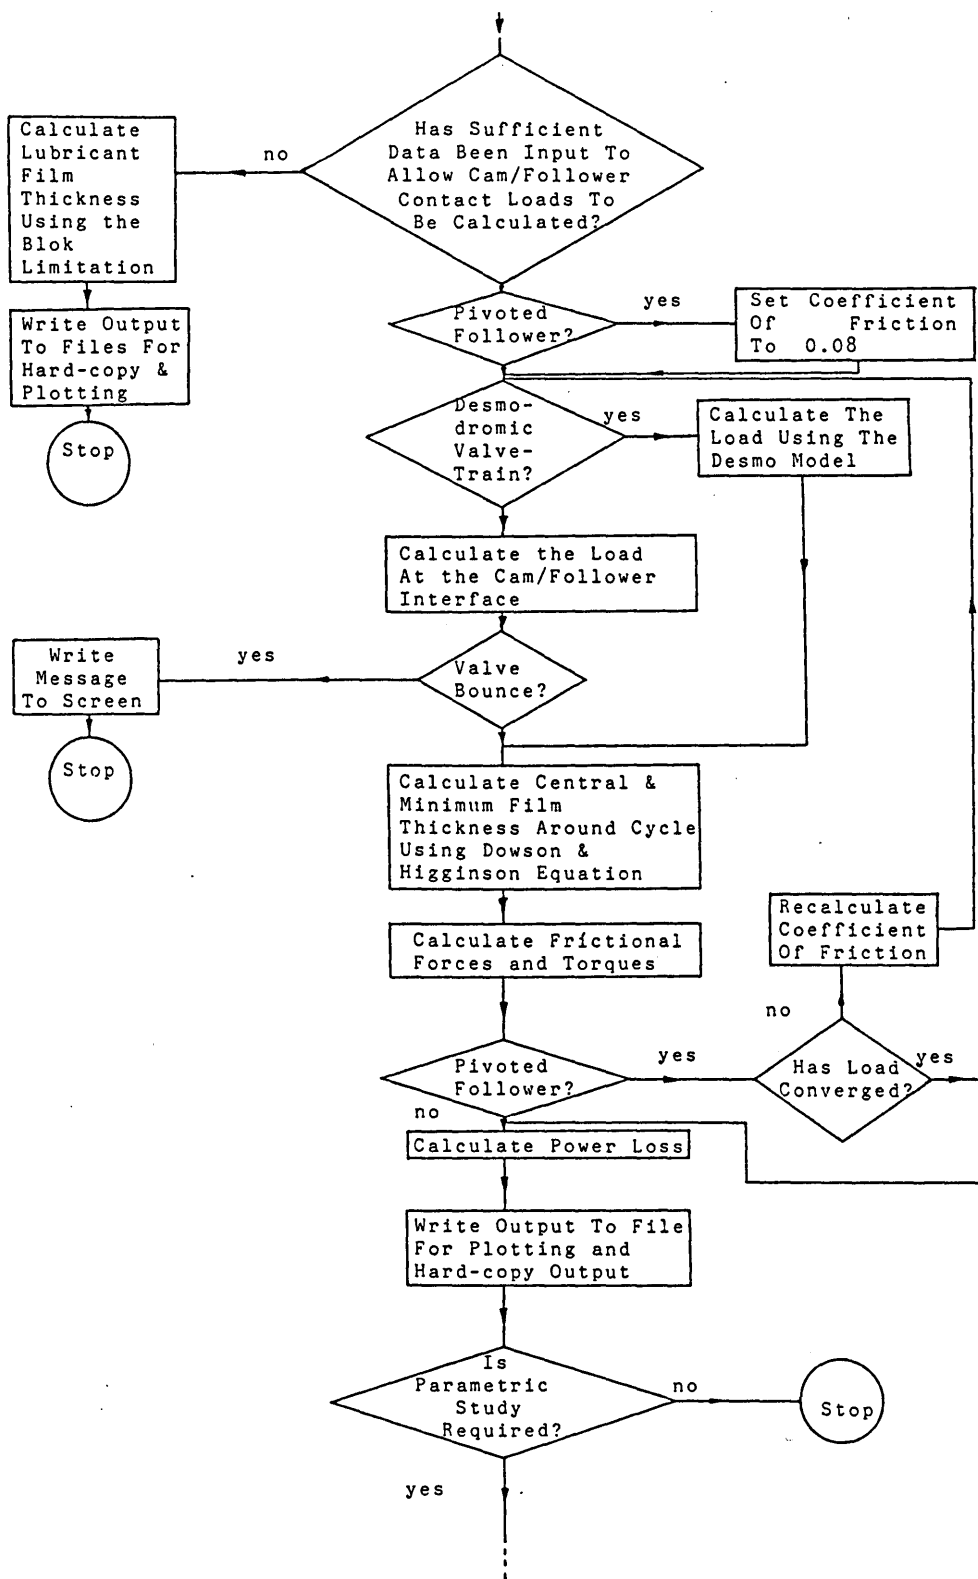 Has Sufficient
Data Been Input To
Allow Cam/Follower
Contact Loads To
Be Calculated?
no
Calculate
Lubricant
Film
Thickness
Using the
Blok
Limitation
Write Output
To Files For
Hard-copy &
Plotting
Stop
Pivoted
Follower?
yes
Set Coefficient
Of Friction
To 0.08
Desmo-
dromic
Valve-
Train?
yes
Calculate The
Load Using The
Desmo Model
Calculate the Load
At the Cam/Follower
Interface
Valve
Bounce?
yes
Write
Message
To Screen
Stop
Calculate Central &
Minimum Film
Thickness Around Cycle
Using Dowson &
Higginson Equation
Calculate Frictional
Forces and Torques
Pivoted
Follower?
yes
Has Load
Converged?
no
Recalculate
Coefficient
Of Friction
yes
no
Calculate Power Loss
Write Output To File
For Plotting and
Hard-copy Output
Is
Parametric
Study
Required?
no
Stop
yes